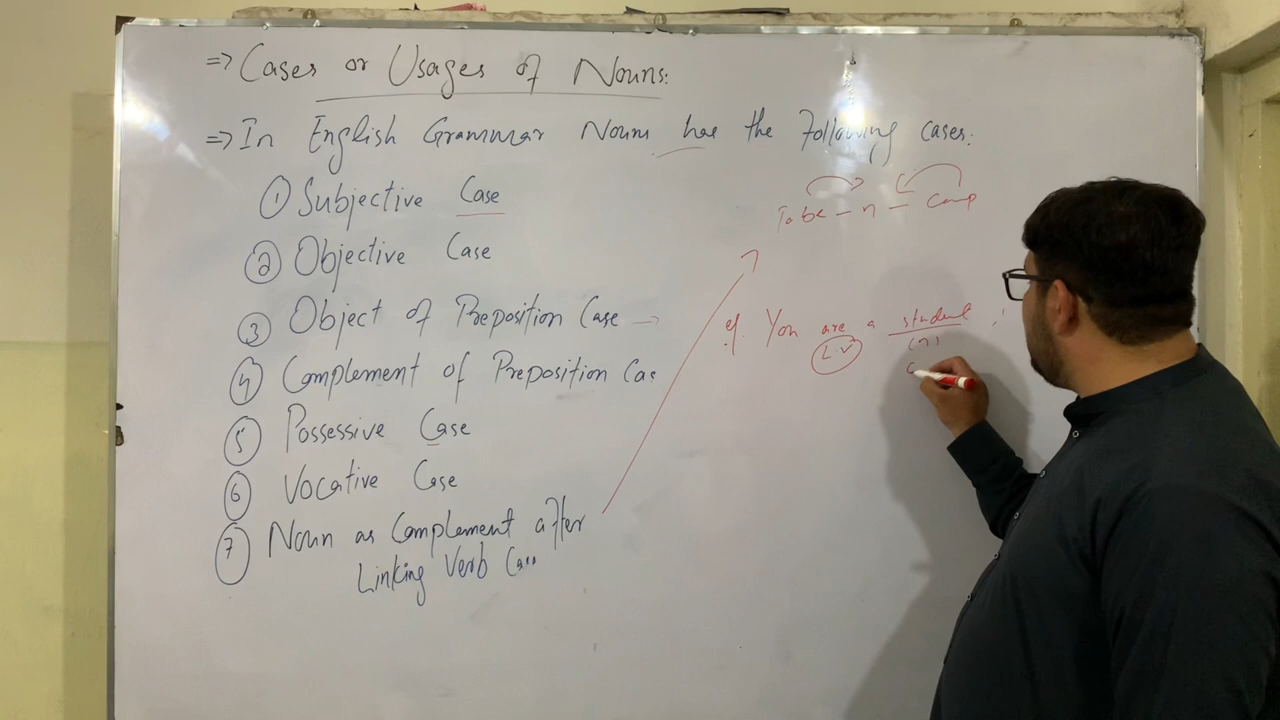 => Cases or Usages of Nouns:
=> In English Grammar Noun has the Following cases:
① Subjective Case
② Objective Case
③ Object of Preposition Case →
④ Complement of Preposition Cas
⑤ Possessive Case
⑥ Vocative Case
⑦ Noun as Complement after
Linking Verb Case
To be – n – Comp
You are a student
L.V (n)
C